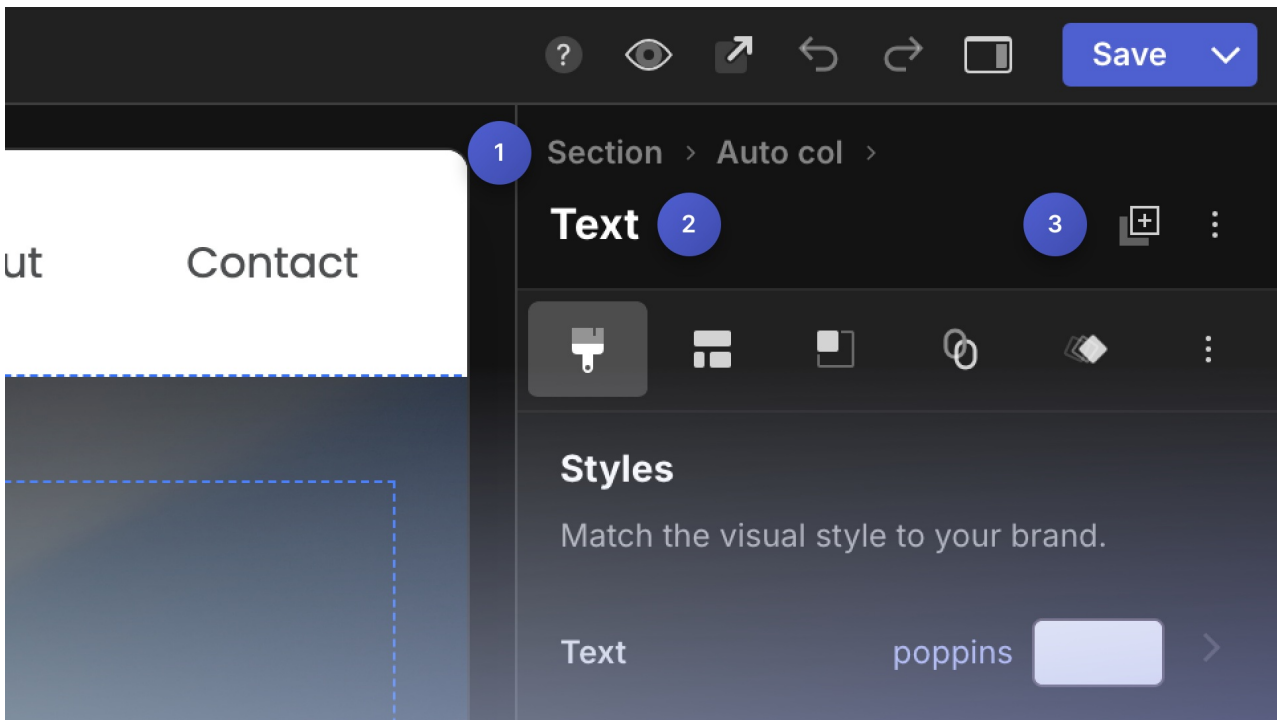 ? Save
1 Section > Auto col >
Text 2 3
ut Contact
Styles
Match the visual style to your brand.
Text poppins